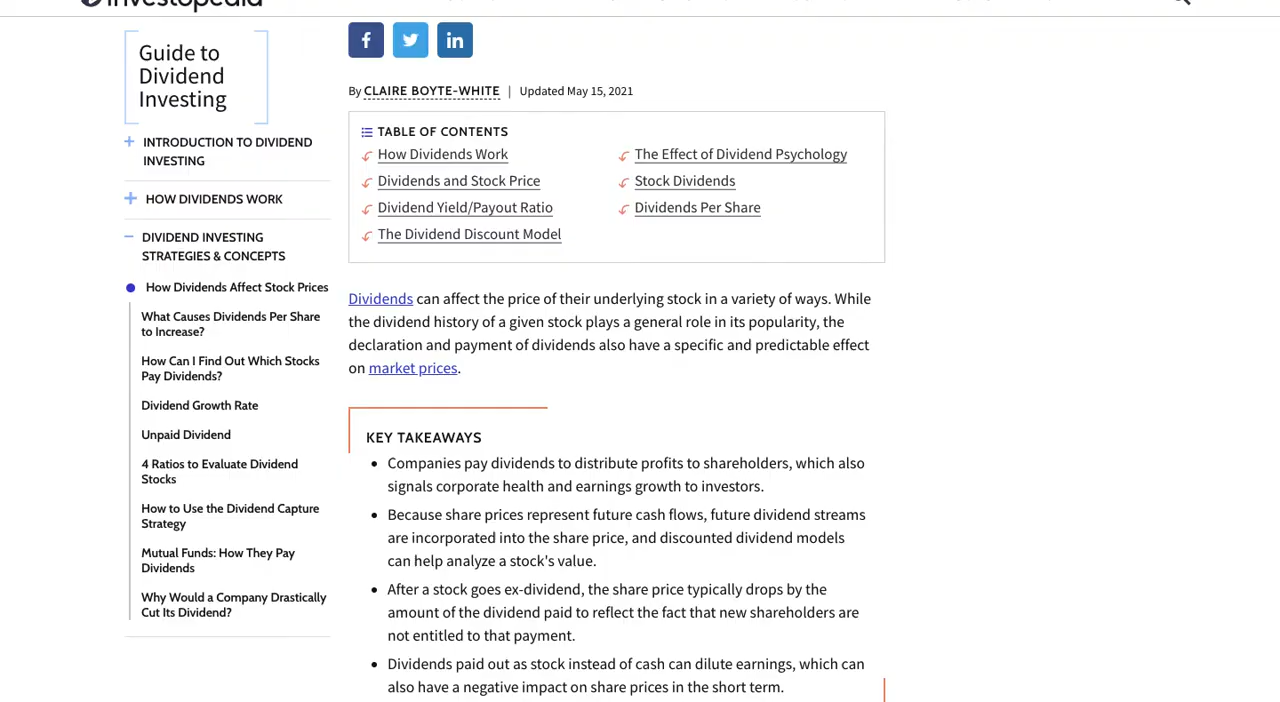 Investopedia
Guide to
Dividend
Investing
+ INTRODUCTION TO DIVIDEND
INVESTING
+ HOW DIVIDENDS WORK
− DIVIDEND INVESTING
STRATEGIES & CONCEPTS
How Dividends Affect Stock Prices
What Causes Dividends Per Share
to Increase?
How Can I Find Out Which Stocks
Pay Dividends?
Dividend Growth Rate
Unpaid Dividend
4 Ratios to Evaluate Dividend
Stocks
How to Use the Dividend Capture
Strategy
Mutual Funds: How They Pay
Dividends
Why Would a Company Drastically
Cut Its Dividend?
By CLAIRE BOYTE-WHITE | Updated May 15, 2021
TABLE OF CONTENTS
How Dividends Work
Dividends and Stock Price
Dividend Yield/Payout Ratio
The Dividend Discount Model
The Effect of Dividend Psychology
Stock Dividends
Dividends Per Share
Dividends can affect the price of their underlying stock in a variety of ways. While
the dividend history of a given stock plays a general role in its popularity, the
declaration and payment of dividends also have a specific and predictable effect
on market prices.
KEY TAKEAWAYS
• Companies pay dividends to distribute profits to shareholders, which also
signals corporate health and earnings growth to investors.
• Because share prices represent future cash flows, future dividend streams
are incorporated into the share price, and discounted dividend models
can help analyze a stock's value.
• After a stock goes ex-dividend, the share price typically drops by the
amount of the dividend paid to reflect the fact that new shareholders are
not entitled to that payment.
• Dividends paid out as stock instead of cash can dilute earnings, which can
also have a negative impact on share prices in the short term.